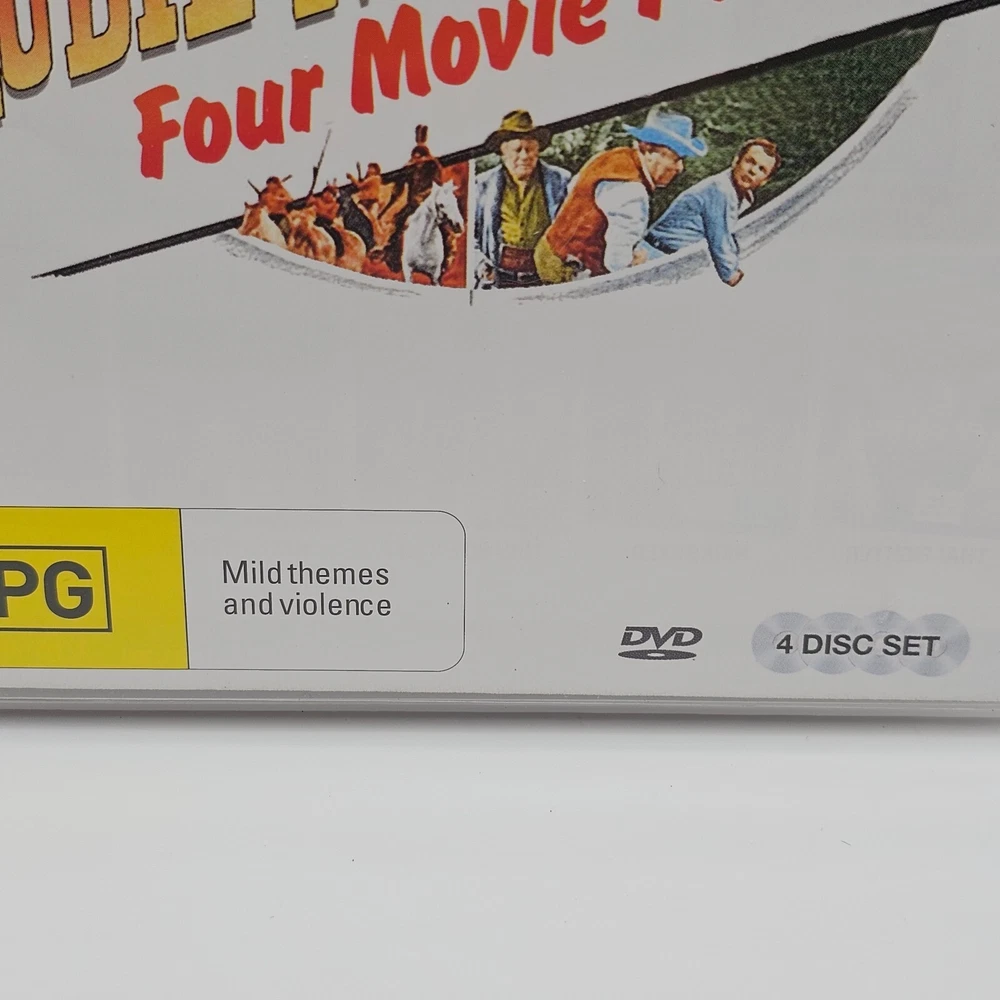 Four Movie
PG
Mild themes
and violence
DVD
4 DISC SET